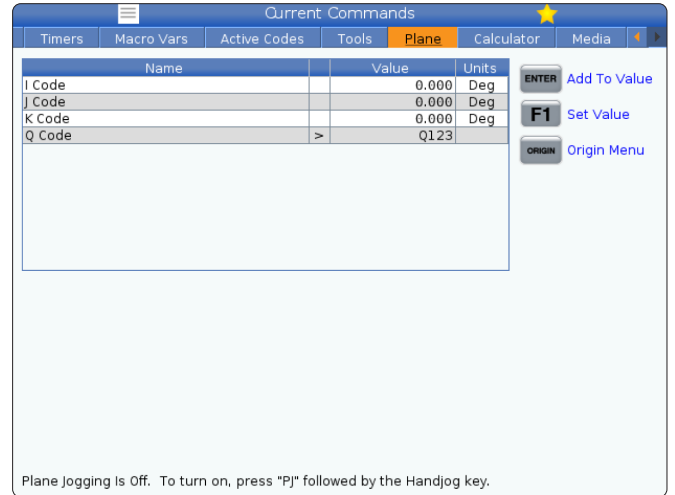 Current Commands
Timers Macro Vars Active Codes Tools Plane Calculator Media
Name Value Units
I Code 0.000 Deg
J Code 0.000 Deg
K Code 0.000 Deg
Q Code > Q123
ENTER Add To Value
F1 Set Value
ORIGIN Origin Menu
Plane Jogging Is Off. To turn on, press "PJ" followed by the Handjog key.